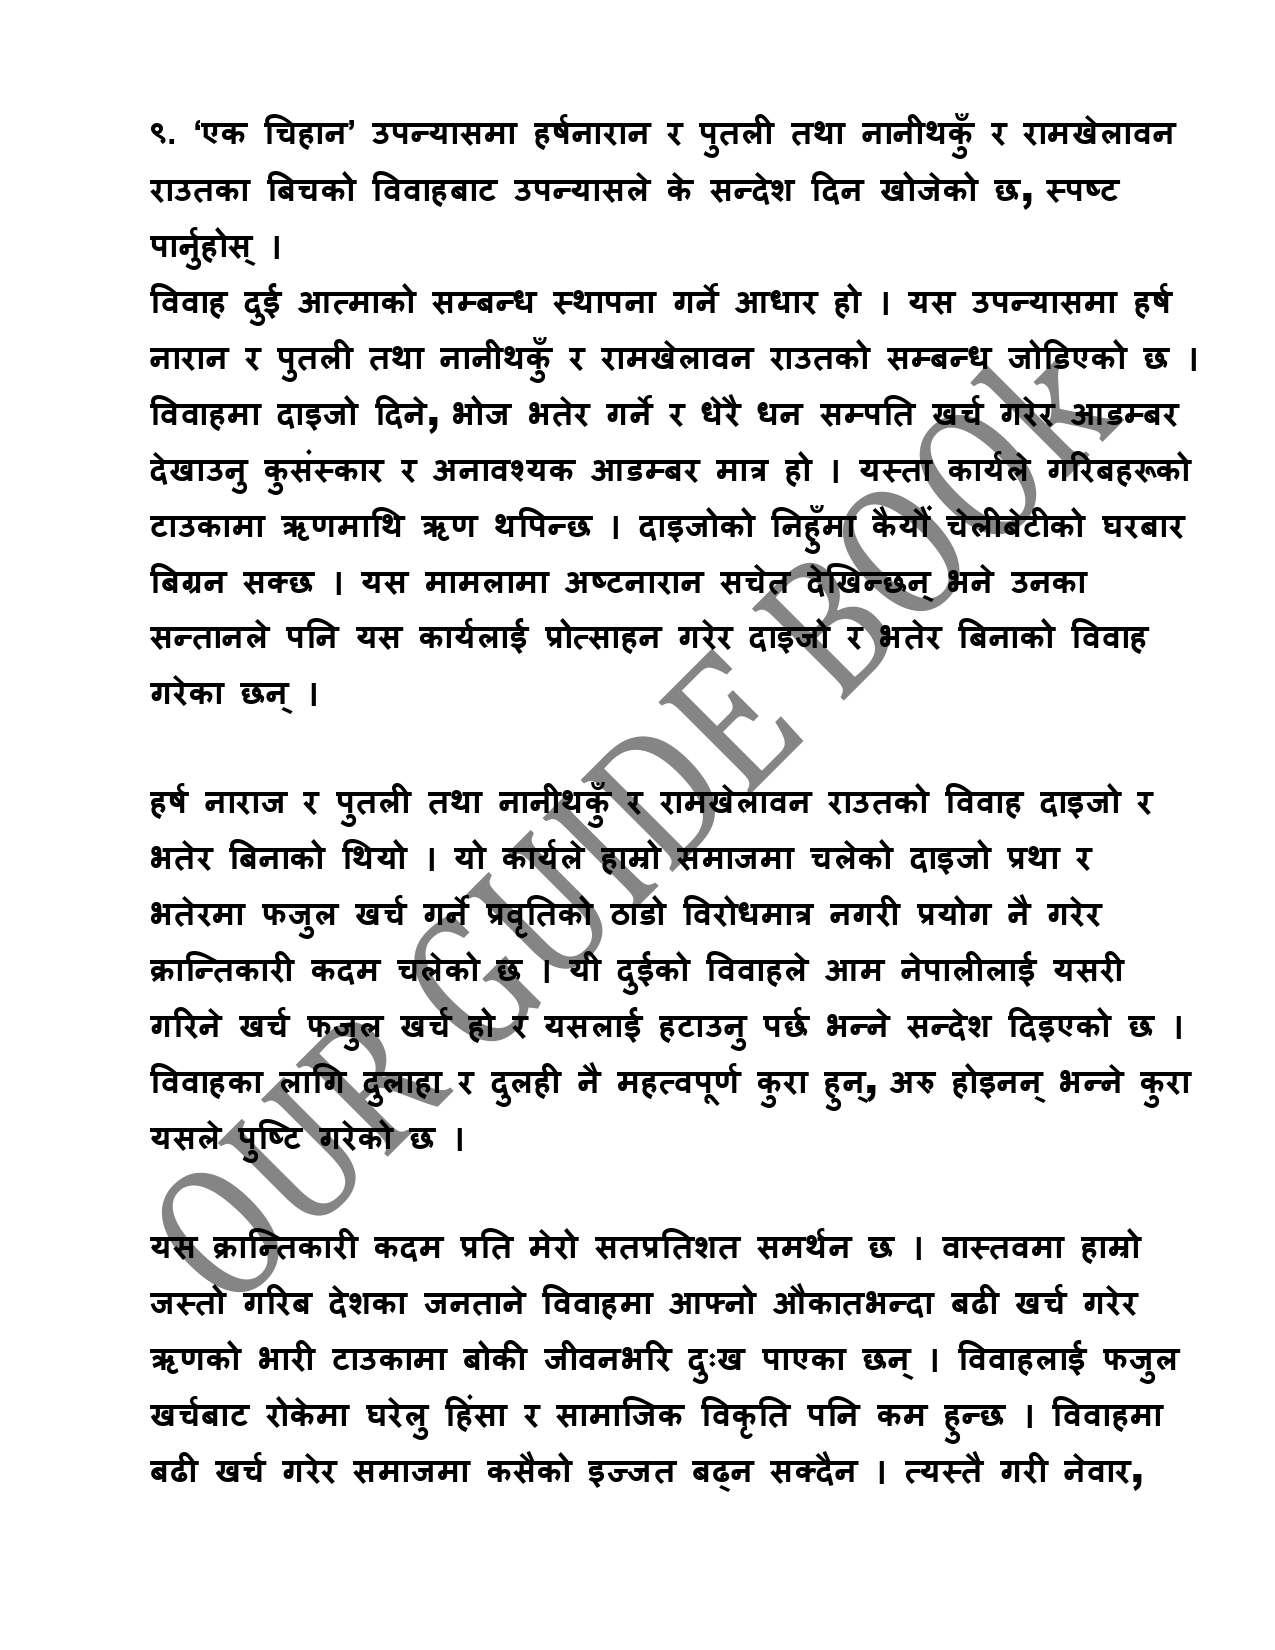 ९. ‘एक चिहान’ उपन्यासमा हर्षनारान र पुतली तथा नानीथकुँ र रामखेलावन
राउतका बिचको विवाहबाट उपन्यासले के सन्देश दिन खोजेको छ, स्पष्ट
पार्नुहोस् ।
विवाह दुई आत्माको सम्बन्ध स्थापना गर्ने आधार हो । यस उपन्यासमा हर्ष
नारान र पुतली तथा नानीथकुँ र रामखेलावन राउतको सम्बन्ध जोडिएको छ ।
विवाहमा दाइजो दिने, भोज भतेर गर्ने र धेरै धन सम्पति खर्च गरेर आडम्बर
देखाउनु कुसंस्कार र अनावश्यक आडम्बर मात्र हो । यस्ता कार्यले गरिबहरूको
टाउकामा ऋणमाथि ऋण थपिन्छ । दाइजोको निहुँमा कैयौं चेलीबेटीको घरबार
बिग्रन सक्छ । यस मामलामा अष्टनारान सचेत देखिन्छन् भने उनका
सन्तानले पनि यस कार्यलाई प्रोत्साहन गरेर दाइजो र भतेर बिनाको विवाह
गरेका छन् ।
हर्ष नाराज र पुतली तथा नानीथकुँ र रामखेलावन राउतको विवाह दाइजो र
भतेर बिनाको थियो । यो कार्यले हाम्रो समाजमा चलेको दाइजो प्रथा र
भतेरमा फजुल खर्च गर्ने प्रवृतिको ठाडो विरोधमात्र नगरी प्रयोग नै गरेर
क्रान्तिकारी कदम चलेको छ । यी दुईको विवाहले आम नेपालीलाई यसरी
गरिने खर्च फजुल खर्च हो र यसलाई हटाउनु पर्छ भन्ने सन्देश दिइएको छ ।
विवाहका लागि दुलाहा र दुलही नै महत्वपूर्ण कुरा हुन्, अरु होइनन् भन्ने कुरा
यसले पुष्टि गरेको छ ।
यस क्रान्तिकारी कदम प्रति मेरो सतप्रतिशत समर्थन छ । वास्तवमा हाम्रो
जस्तो गरिब देशका जनताने विवाहमा आफ्नो औकातभन्दा बढी खर्च गरेर
ऋणको भारी टाउकामा बोकी जीवनभरि दुःख पाएका छन् । विवाहलाई फजुल
खर्चबाट रोकेमा घरेलु हिंसा र सामाजिक विकृति पनि कम हुन्छ । विवाहमा
बढी खर्च गरेर समाजमा कसैको इज्जत बढ्न सक्दैन । त्यस्तै गरी नेवार,
OUR GUIDE BOOK